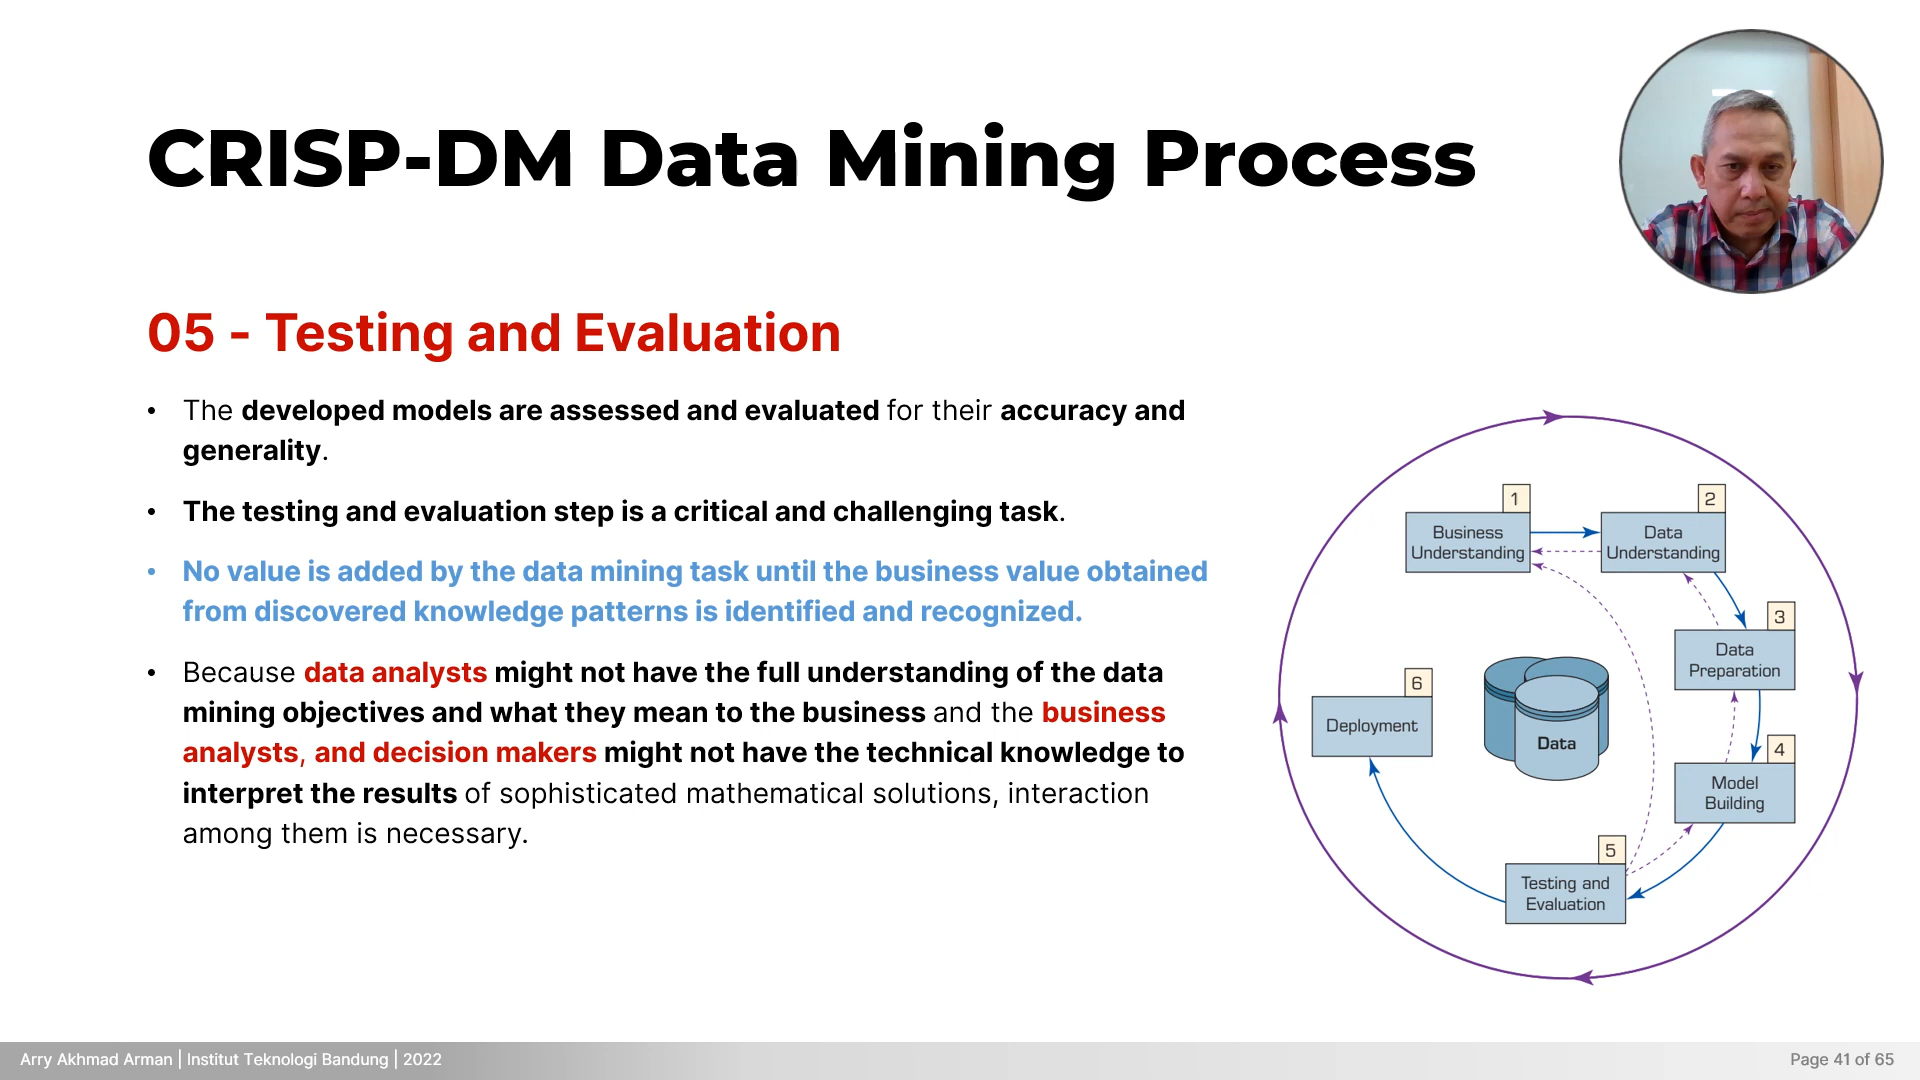 CRISP-DM Data Mining Process
05 - Testing and Evaluation
• The developed models are assessed and evaluated for their accuracy and
generality.
• The testing and evaluation step is a critical and challenging task.
• No value is added by the data mining task until the business value obtained
from discovered knowledge patterns is identified and recognized.
• Because data analysts might not have the full understanding of the data
mining objectives and what they mean to the business and the business
analysts, and decision makers might not have the technical knowledge to
interpret the results of sophisticated mathematical solutions, interaction
among them is necessary.
1
Business
Understanding
2
Data
Understanding
3
Data
Preparation
4
Model
Building
5
Testing and
Evaluation
6
Deployment
Data
Arry Akhmad Arman | Institut Teknologi Bandung | 2022
Page 41 of 65